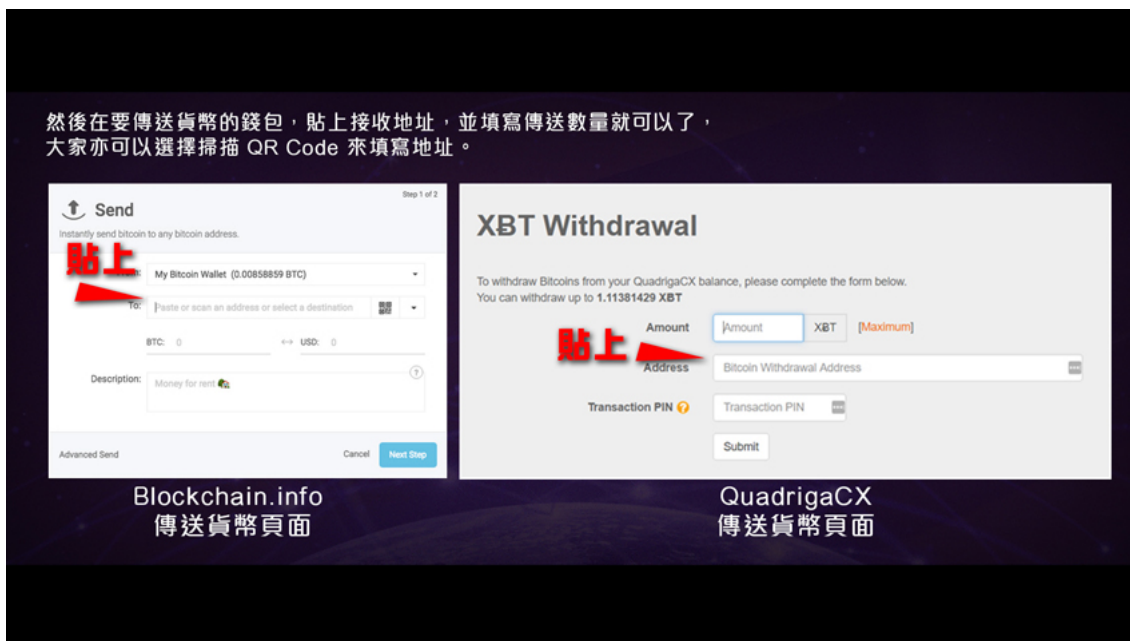 然後在要傳送貨幣的錢包，貼上接收地址，並填寫傳送數量就可以了，
大家亦可以選擇掃描 QR Code 來填寫地址。
Step 1 of 2
Send
Instantly send bitcoin to any bitcoin address.
貼上
My Bitcoin Wallet (0.00858859 BTC)
To:
Paste or scan an address or select a destination
BTC: 0 USD: 0
Description:
Money for rent
Advanced Send Cancel Next Step
Blockchain.info
傳送貨幣頁面
XɃT Withdrawal
To withdraw Bitcoins from your QuadrigaCX balance, please complete the form below.
You can withdraw up to 1.11381429 XɃT
Amount Amount XɃT [Maximum]
貼上
Address Bitcoin Withdrawal Address
Transaction PIN Transaction PIN
Submit
QuadrigaCX
傳送貨幣頁面